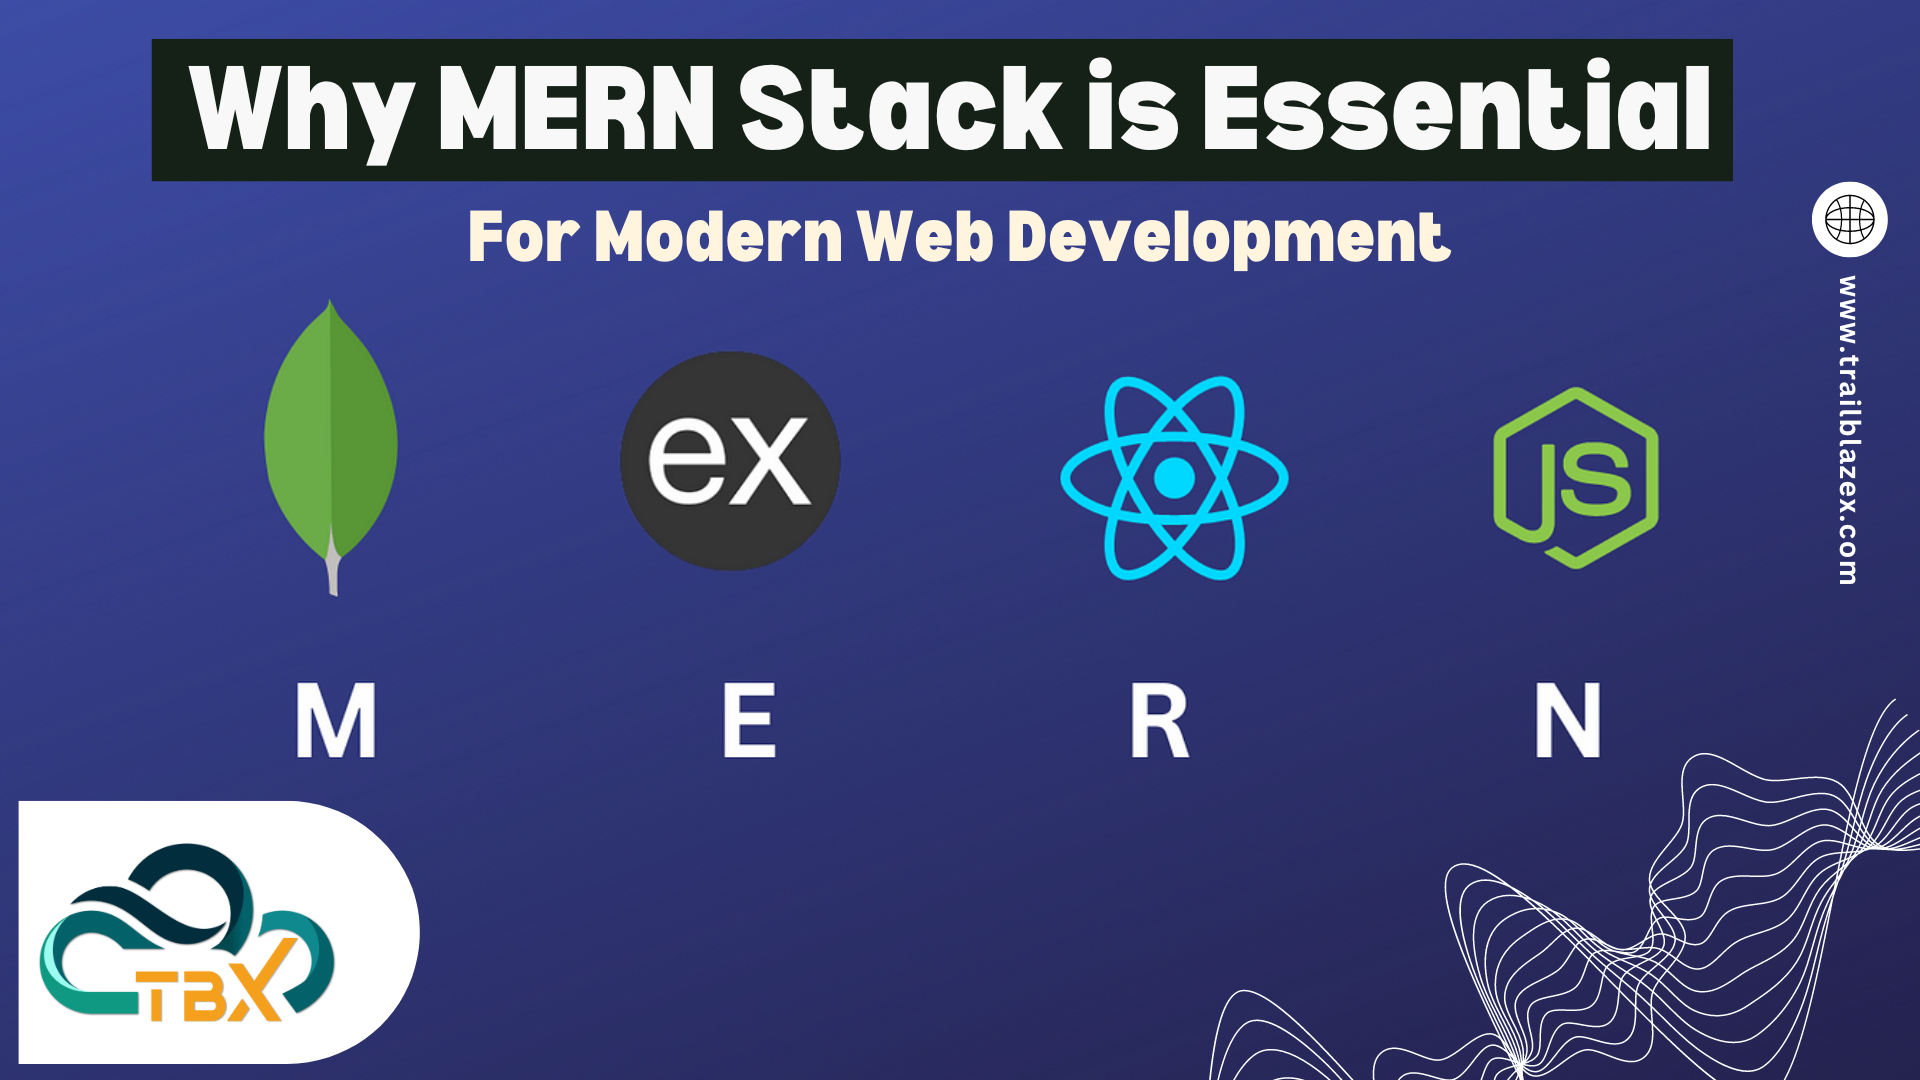 Why MERN Stack is Essential
For Modern Web Development
www.trailblazex.com
ex
JS
M E R N
TBX